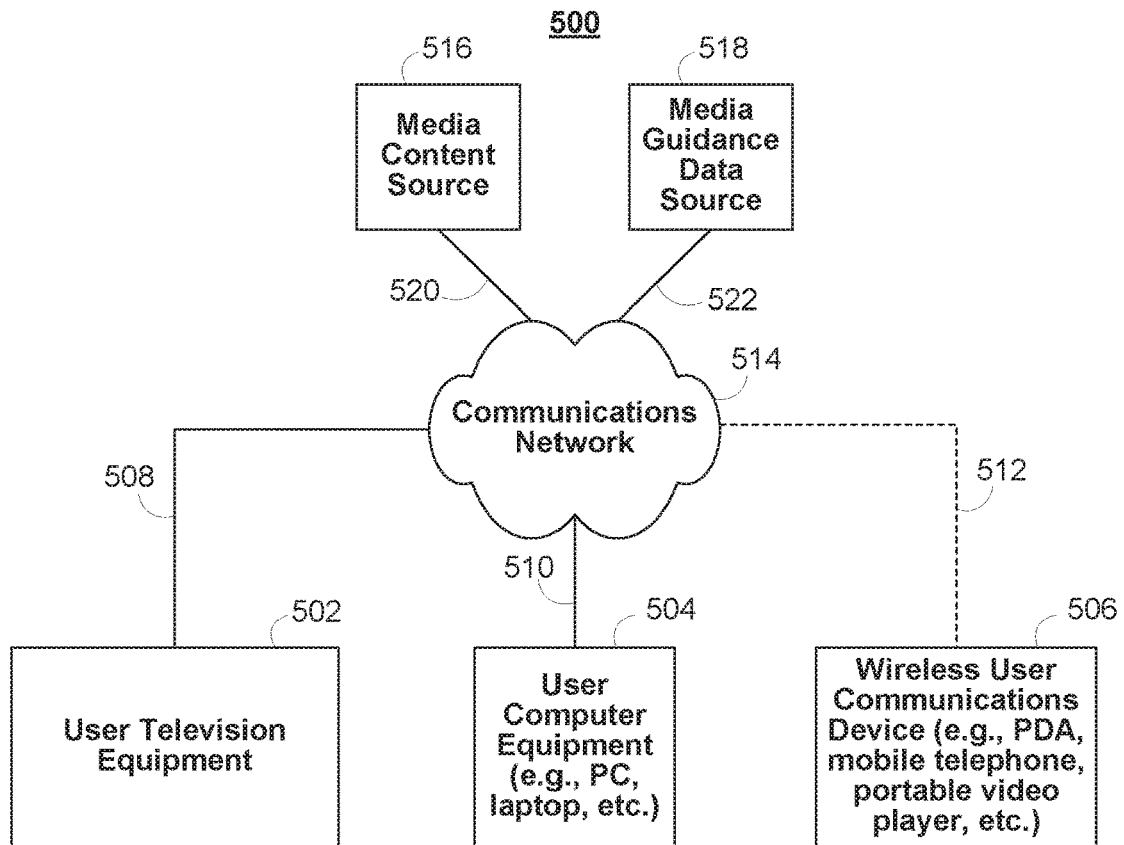 500
516
518
Media
Content
Source
Media
Guidance
Data
Source
520
522
514
Communications
Network
508
512
510
502
504
506
User Television
Equipment
User
Computer
Equipment
(e.g., PC,
laptop, etc.)
Wireless User
Communications
Device (e.g., PDA,
mobile telephone,
portable video
player, etc.)